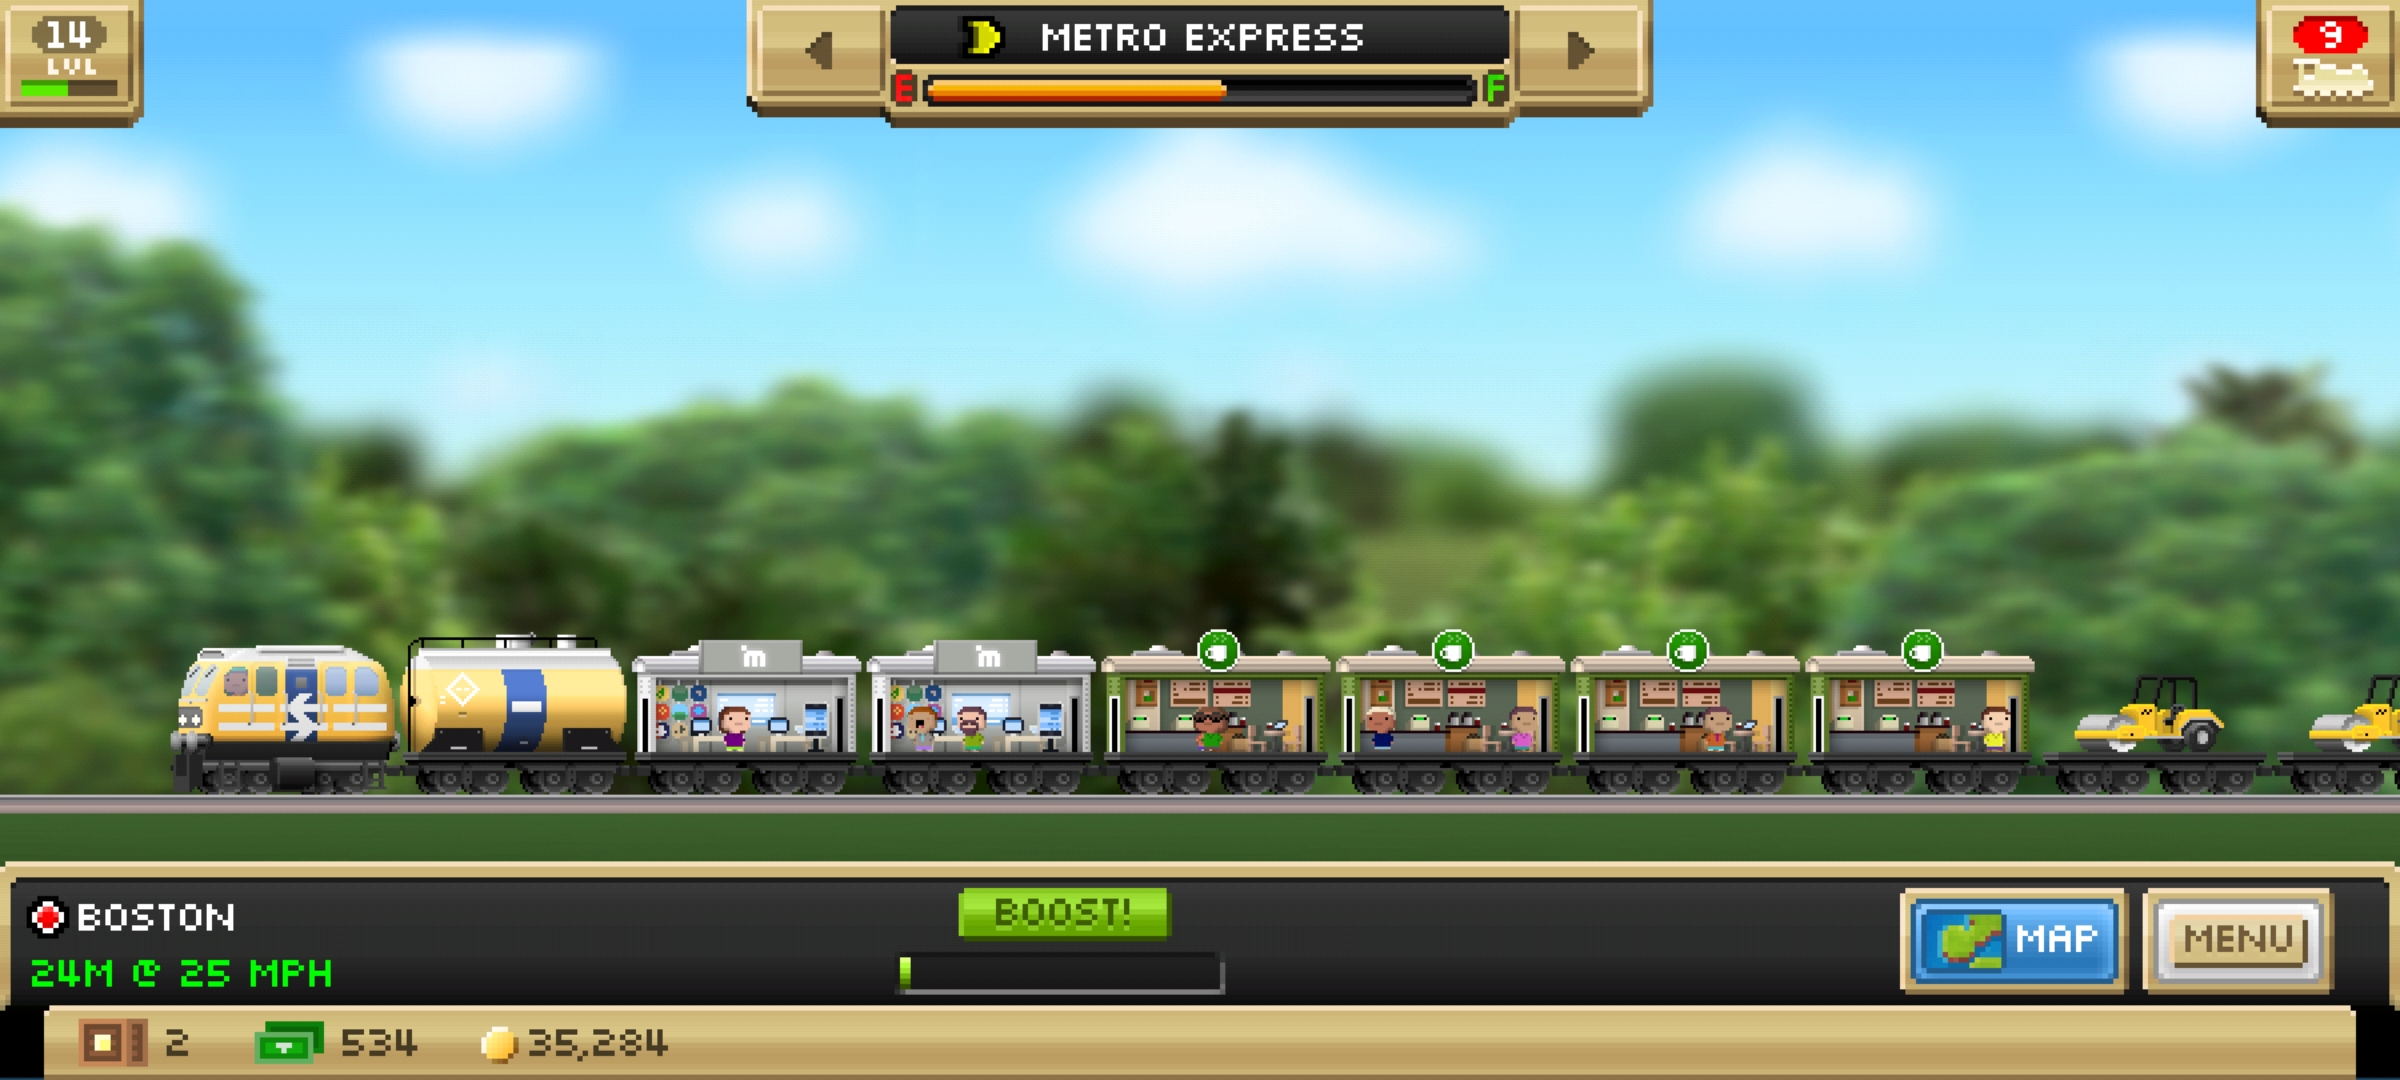 14
LVL
METRO EXPRESS
E F
9
m m
BOSTON
24M @ 25 MPH
BOOST!
MAP
MENU
2 534 35,284